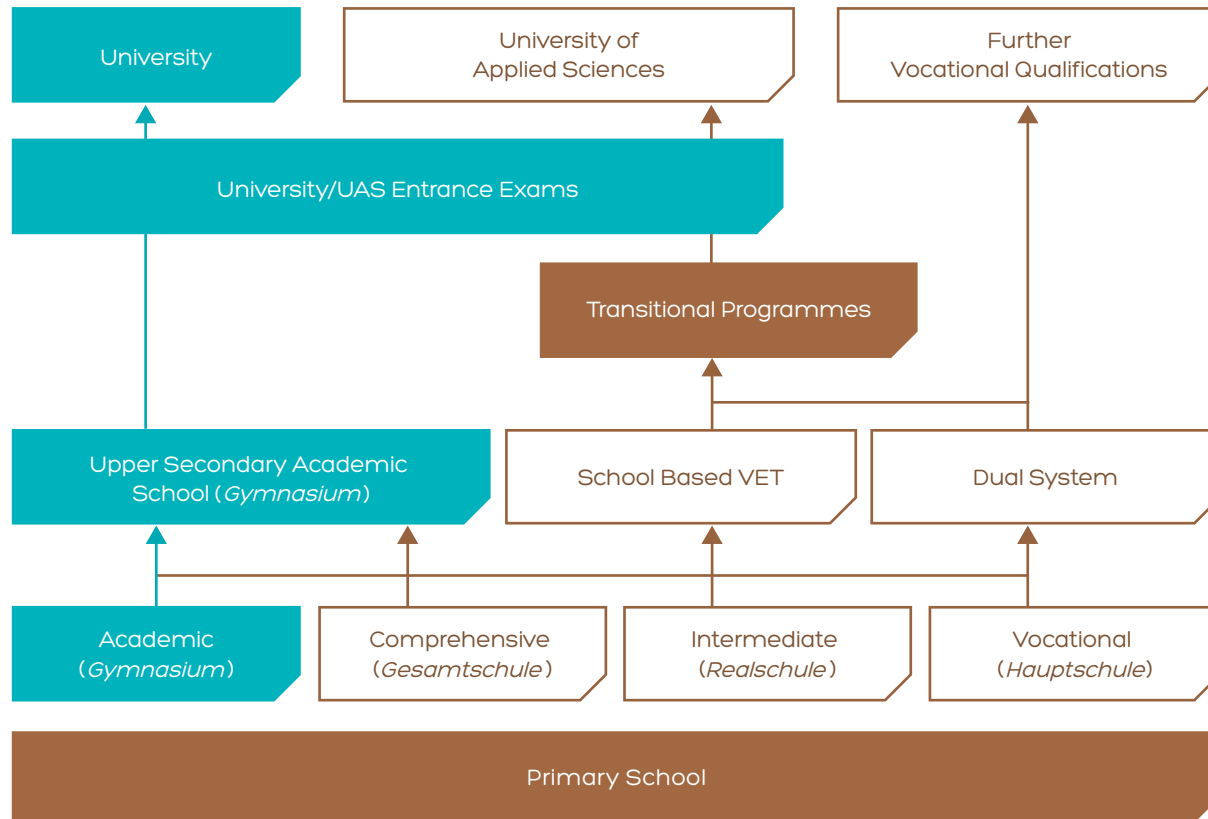 University
University of
Applied Sciences
Further
Vocational Qualifications
University/UAS Entrance Exams
Transitional Programmes
Upper Secondary Academic
School (Gymnasium)
School Based VET
Dual System
Academic
(Gymnasium)
Comprehensive
(Gesamtschule)
Intermediate
(Realschule)
Vocational
(Hauptschule)
Primary School